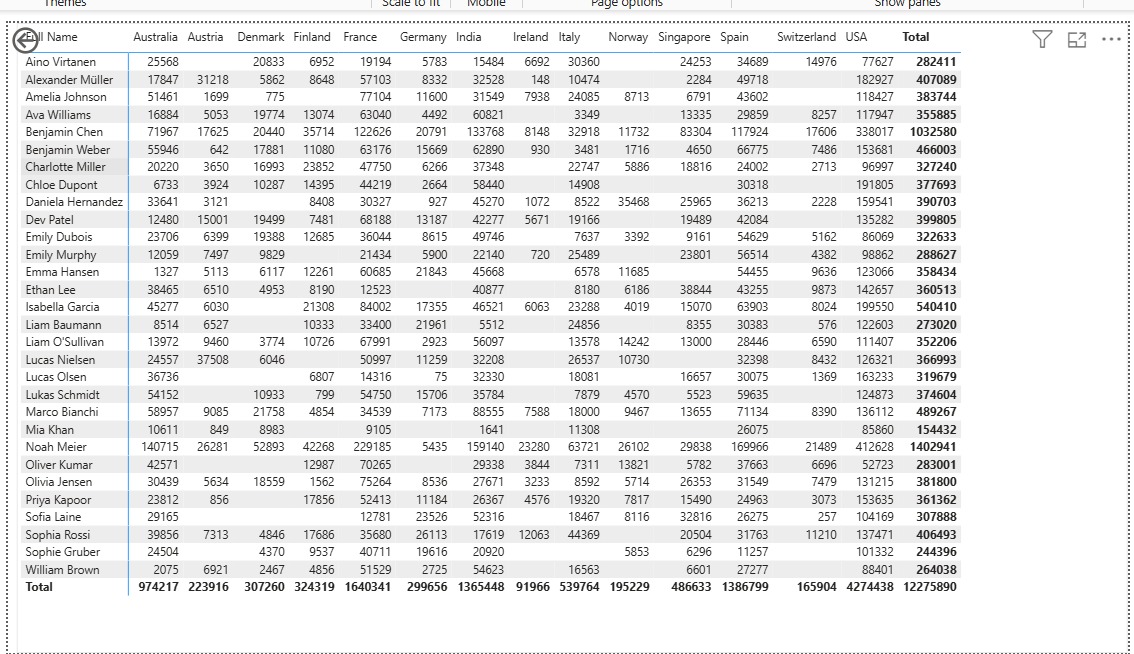 Themes Scale to fit Mobile Page options Show panes
Full Name Australia Austria Denmark Finland France Germany India Ireland Italy Norway Singapore Spain Switzerland USA Total
Aino Virtanen 25568 20833 6952 19194 5783 15484 6692 30360 24253 34689 14976 77627 282411
Alexander Müller 17847 31218 5862 8648 57103 8332 32528 148 10474 2284 49718 182927 407089
Amelia Johnson 51461 1699 775 77104 11600 31549 7938 24085 8713 6791 43602 118427 383744
Ava Williams 16884 5053 19774 13074 63040 4492 60821 3349 13335 29859 8257 117947 355885
Benjamin Chen 71967 17625 20440 35714 122626 20791 133768 8148 32918 11732 83304 117924 17606 338017 1032580
Benjamin Weber 55946 642 17881 11080 63176 15669 62890 930 3481 1716 4650 66775 7486 153681 466003
Charlotte Miller 20220 3650 16993 23852 47750 6266 37348 22747 5886 18816 24002 2713 96997 327240
Chloe Dupont 6733 3924 10287 14395 44219 2664 58440 14908 30318 191805 377693
Daniela Hernandez 33641 3121 8408 30327 927 45270 1072 8522 35468 25965 36213 2228 159541 390703
Dev Patel 12480 15001 19499 7481 68188 13187 42277 5671 19166 19489 42084 135282 399805
Emily Dubois 23706 6399 19388 12685 36044 8615 49746 7637 3392 9161 54629 5162 86069 322633
Emily Murphy 12059 7497 9829 21434 5900 22140 720 25489 23801 56514 4382 98862 288627
Emma Hansen 1327 5113 6117 12261 60685 21843 45668 6578 11685 54455 9636 123066 358434
Ethan Lee 38465 6510 4953 8190 12523 40877 8180 6186 38844 43255 9873 142657 360513
Isabella Garcia 45277 6030 21308 84002 17355 46521 6063 23288 4019 15070 63903 8024 199550 540410
Liam Baumann 8514 6527 10333 33400 21961 5512 24856 8355 30383 576 122603 273020
Liam O'Sullivan 13972 9460 3774 10726 67991 2923 56097 13578 14242 13000 28446 6590 111407 352206
Lucas Nielsen 24557 37508 6046 50997 11259 32208 26537 10730 32398 8432 126321 366993
Lucas Olsen 36736 6807 14316 75 32330 18081 16657 30075 1369 163233 319679
Lukas Schmidt 54152 10933 799 54750 15706 35784 7879 4570 5523 59635 124873 374604
Marco Bianchi 58957 9085 21758 4854 34539 7173 88555 7588 18000 9467 13655 71134 8390 136112 489267
Mia Khan 10611 849 8983 9105 1641 11308 26075 85860 154432
Noah Meier 140715 26281 52893 42268 229185 5435 159140 23280 63721 26102 29838 169966 21489 412628 1402941
Oliver Kumar 42571 12987 70265 29338 3844 7311 13821 5782 37663 6696 52723 283001
Olivia Jensen 30439 5634 18559 1562 75264 8536 27671 3233 8592 5714 26353 31549 7479 131215 381800
Priya Kapoor 23812 856 17856 52413 11184 26367 4576 19320 7817 15490 24963 3073 153635 361362
Sofia Laine 29165 12781 23526 52316 18467 8116 32816 26275 257 104169 307888
Sophia Rossi 39856 7313 4846 17686 35680 26113 17619 12063 44369 20504 31763 11210 137471 406493
Sophie Gruber 24504 4370 9537 40711 19616 20920 5853 6296 11257 101332 244396
William Brown 2075 6921 2467 4856 51529 2725 54623 16563 6601 27277 88401 264038
Total 974217 223916 307260 324319 1640341 299656 1365448 91966 539764 195229 486633 1386799 165904 4274438 12275890